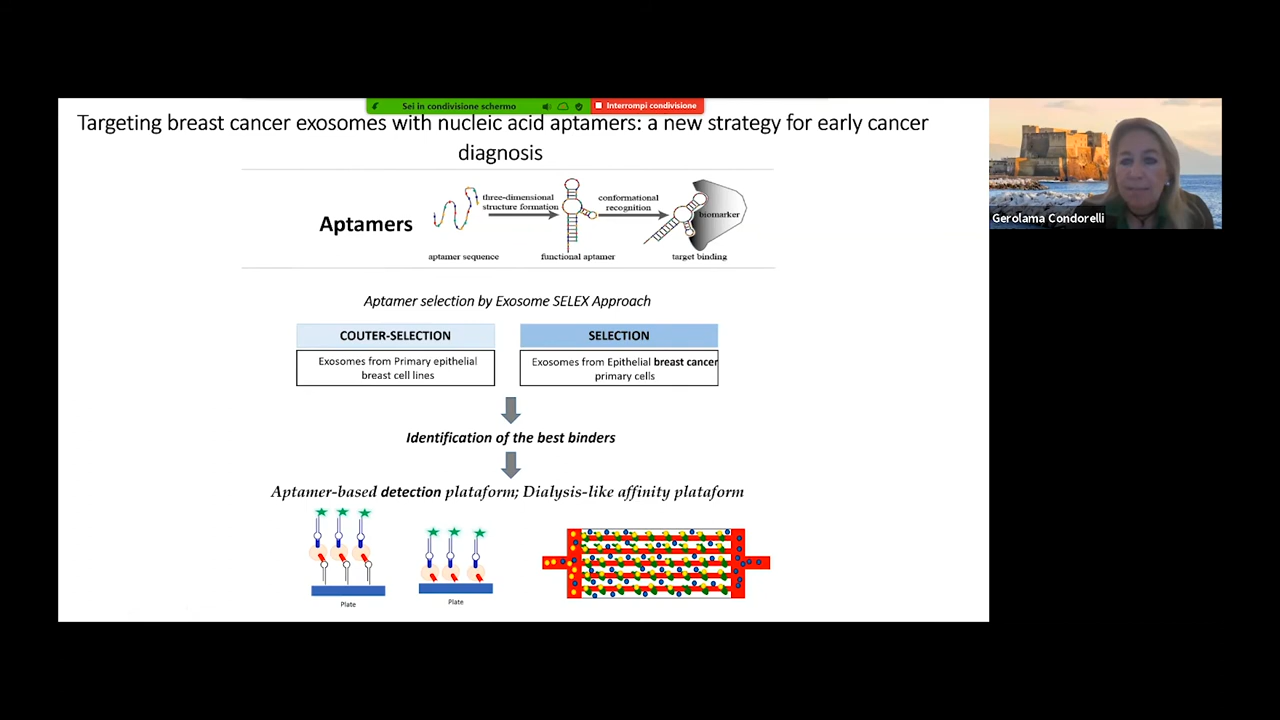 Sei in condivisione schermo
Interrompi condivisione
Targeting breast cancer exosomes with nucleic acid aptamers: a new strategy for early cancer
diagnosis
Aptamers
three-dimensional
structure formation
conformational
recognition
biomarker
aptamer sequence
functional aptamer
target binding
Aptamer selection by Exosome SELEX Approach
COUTER-SELECTION
SELECTION
Exosomes from Primary epithelial
breast cell lines
Exosomes from Epithelial breast cancer
primary cells
Identification of the best binders
Aptamer-based detection plataform; Dialysis-like affinity plataform
Plate
Plate
Gerolama Condorelli